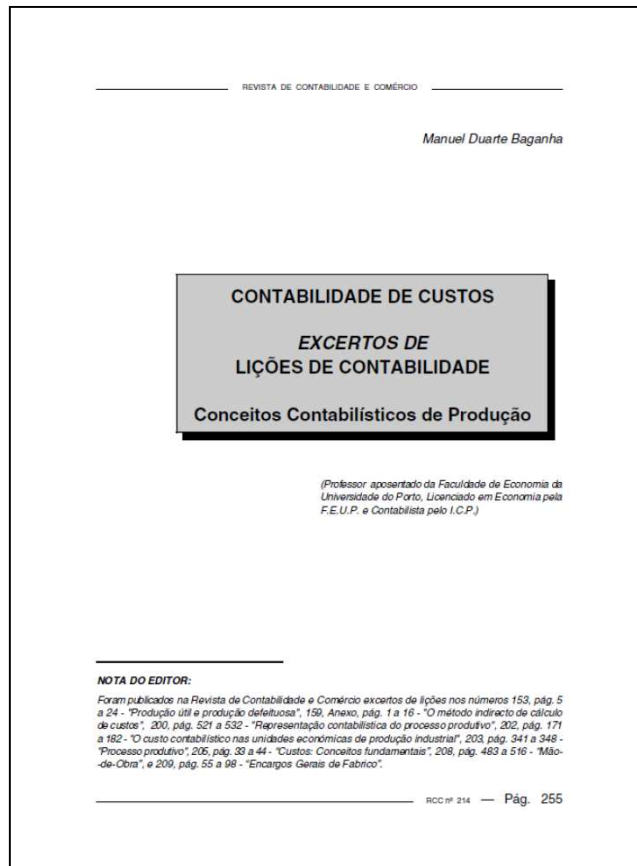 REVISTA DE CONTABILIDADE E COMÉRCIO
Manuel Duarte Baganha
CONTABILIDADE DE CUSTOS
EXCERTOS DE
LIÇÕES DE CONTABILIDADE
Conceitos Contabilísticos de Produção
(Professor aposentado da Faculdade de Economia da
Universidade do Porto, Licenciado em Economia pela
F.E.U.P. e Contabilista pelo I.C.P.)
NOTA DO EDITOR:
Foram publicados na Revista de Contabilidade e Comércio excertos de lições nos números 153, pág. 5
a 24 - "Produção útil e produção defeituosa", 159, Anexo, pág. 1 a 16 - "O método indirecto de cálculo
de custos", 200, pág. 521 a 532 - "Representação contabilística do processo produtivo", 202, pág. 171
a 182 - "O custo contabilístico nas unidades económicas de produção industrial", 203, pág. 341 a 348 -
"Processo produtivo", 205, pág. 33 a 44 - "Custos: Conceitos fundamentais", 208, pág. 483 a 516 - "Mão-
-de-Obra", e 209, pág. 55 a 98 - "Encargos Gerais de Fabrico".
RCC nº 214 — Pág. 255